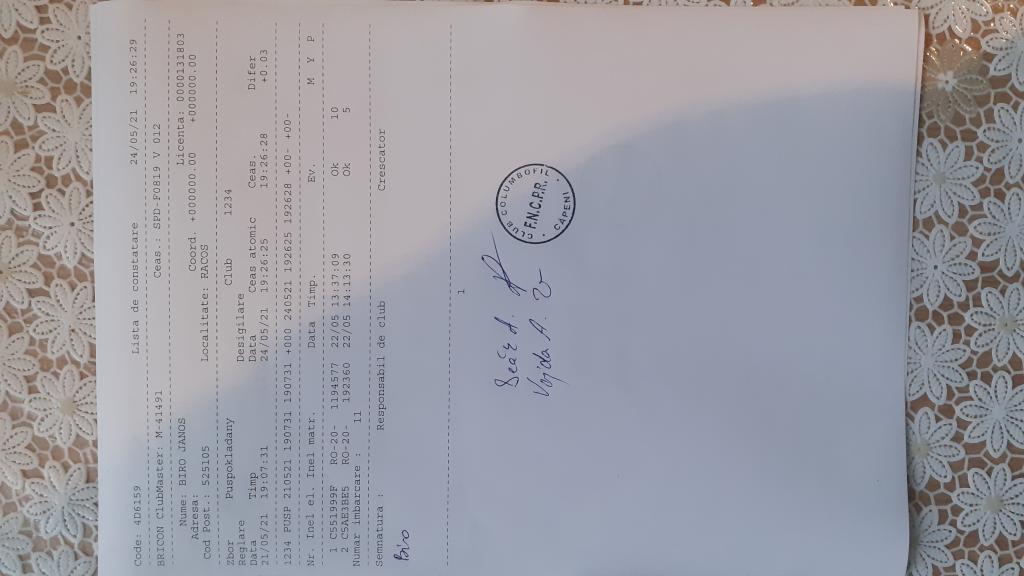 Code: 4D6159 Lista de constatare 24/05/21 19:26:29
BRICON ClubMaster: M-41491 Ceas.: SPD-F0819 V 012
Nume: BIRO JANOS Licenta: 0000131803
Adresa: Coord. +000000.00 +000000.00
Cod Post.: 525105 Localitate: RACOS
Zbor Puspokladany Club 1234
Reglare Desigilare
Data Timp Data Ceas atomic Ceas. Difer
21/05/21 19:07:31 24/05/21 19:26:25 19:26:28 +0:03
1234 PUSP 210521 190731 190731 +000 240521 192625 192628 +00- +00-
Nr. Inel el. Inel matr. Data Timp. Ev. M Y P
1 C551999F RO-20- 1194577 22/05 13:37:09 Ok 10
2 C5AE3BE5 RO-20- 192360 22/05 14:13:30 Ok 5
Numar imbarcare : 11
Semnatura : Responsabil de club Crescator
Biro
1
Deák A.
Vajda A.
CLUB COLUMBOFIL
F.N.C.P.R.
CAPENI